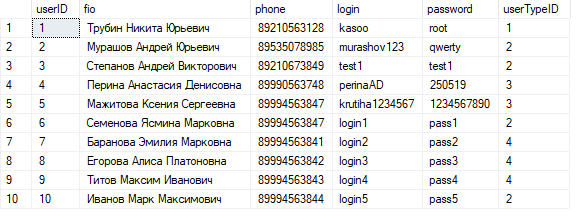 userID fio phone login password userTypeID
1 1 Трубин Никита Юрьевич 89210563128 kasoo root 1
2 2 Мурашов Андрей Юрьевич 89535078985 murashov123 qwerty 2
3 3 Степанов Андрей Викторович 89210673849 test1 test1 2
4 4 Перина Анастасия Денисовна 89990563748 perinaAD 250519 3
5 5 Мажитова Ксения Сергеевна 89994563847 krutiha1234567 1234567890 3
6 6 Семенова Ясмина Марковна 89994563847 login1 pass1 2
7 7 Баранова Эмилия Марковна 89994563841 login2 pass2 4
8 8 Егорова Алиса Платоновна 89994563842 login3 pass3 4
9 9 Титов Максим Иванович 89994563843 login4 pass4 4
10 10 Иванов Марк Максимович 89994563844 login5 pass5 2